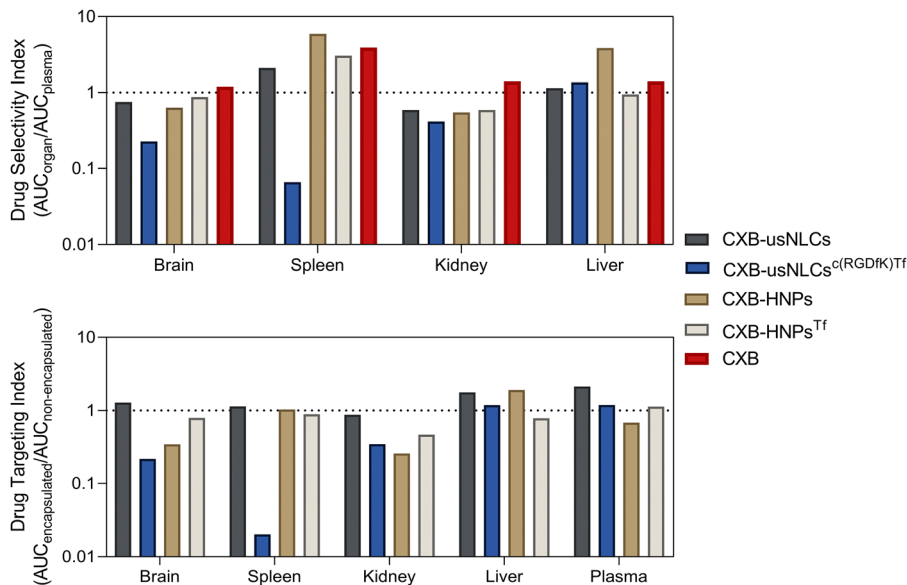 Drug Selectivity Index
(AUCorgan/AUCplasma)
10
1
0.1
0.01
Brain Spleen Kidney Liver
CXB-usNLCs
CXB-usNLCsc(RGDfK)Tf
CXB-HNPs
CXB-HNPsTf
CXB
Drug Targeting Index
(AUCencapsulated/AUCnon-encapsulated)
10
1
0.1
0.01
Brain Spleen Kidney Liver Plasma